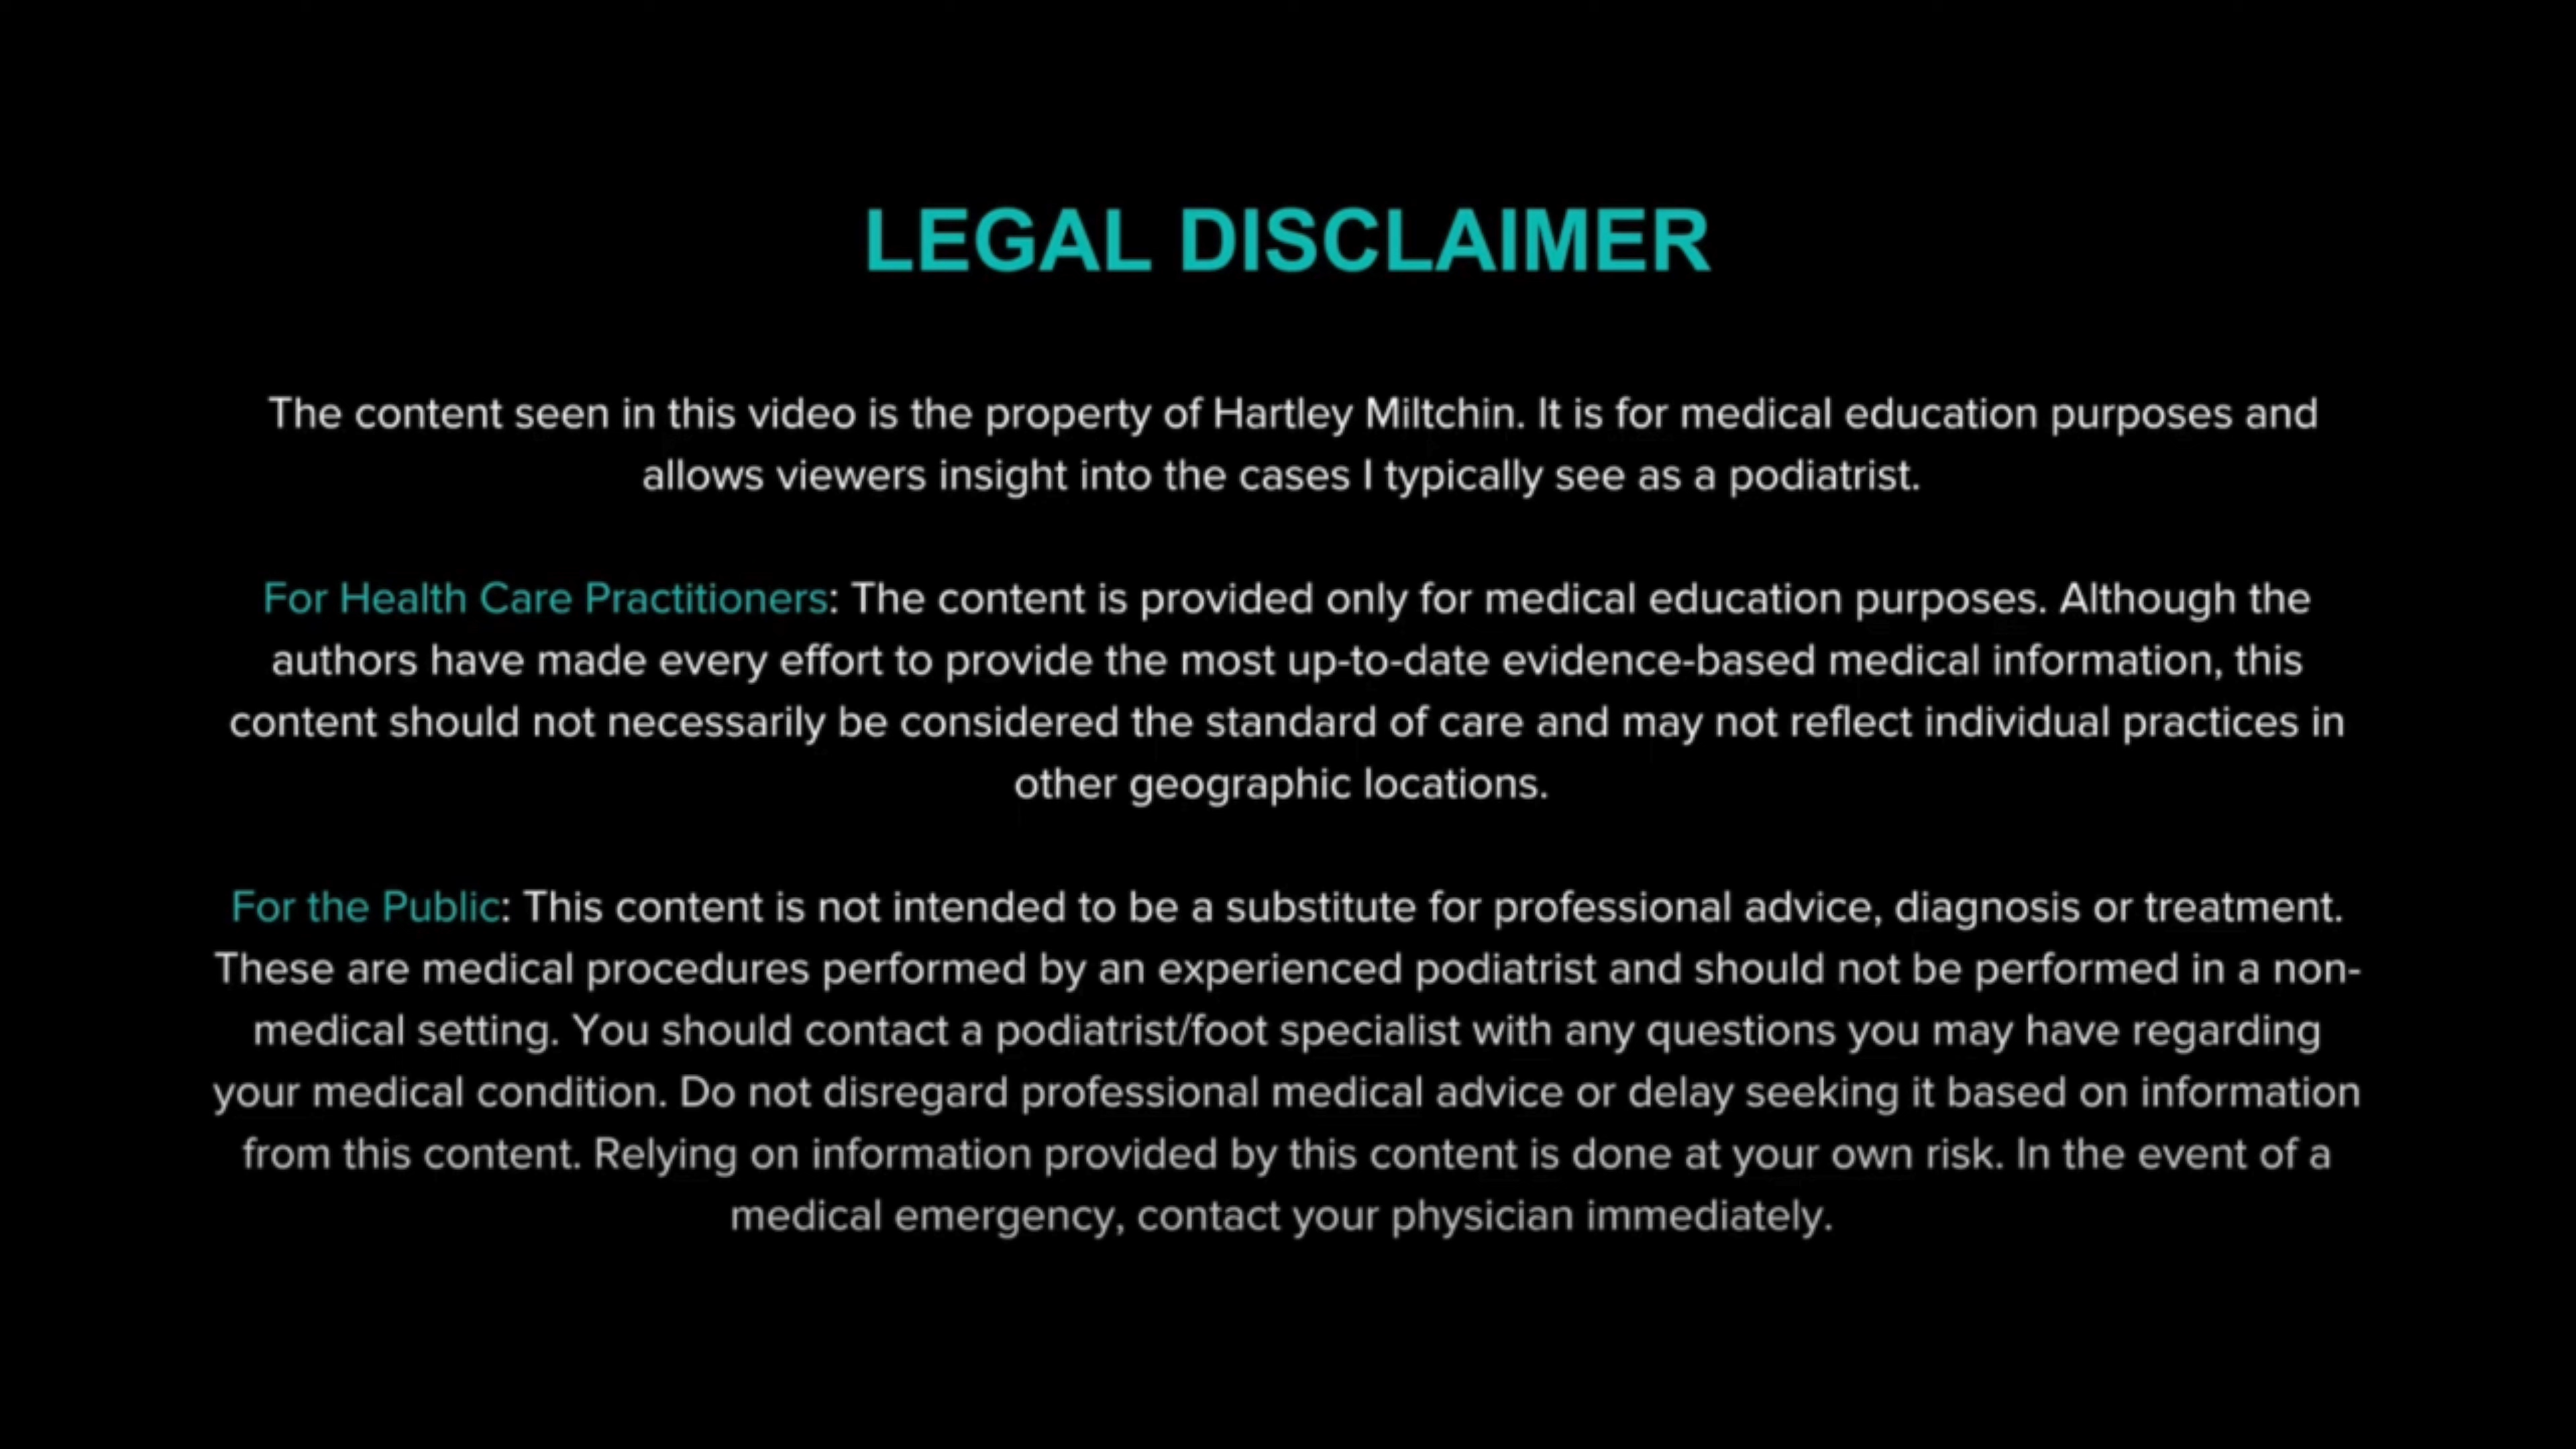 LEGAL DISCLAIMER
The content seen in this video is the property of Hartley Miltchin. It is for medical education purposes and
allows viewers insight into the cases I typically see as a podiatrist.
For Health Care Practitioners: The content is provided only for medical education purposes. Although the
authors have made every effort to provide the most up-to-date evidence-based medical information, this
content should not necessarily be considered the standard of care and may not reflect individual practices in
other geographic locations.
For the Public: This content is not intended to be a substitute for professional advice, diagnosis or treatment.
These are medical procedures performed by an experienced podiatrist and should not be performed in a non-
medical setting. You should contact a podiatrist/foot specialist with any questions you may have regarding
your medical condition. Do not disregard professional medical advice or delay seeking it based on information
from this content. Relying on information provided by this content is done at your own risk. In the event of a
medical emergency, contact your physician immediately.